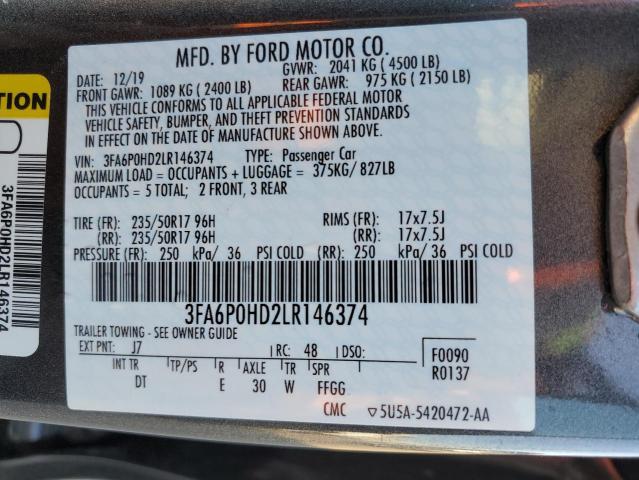 TION
3FA6P0HD2LR146374
MFD. BY FORD MOTOR CO.
DATE: 12/19 GVWR: 2041 KG (4500 LB)
FRONT GAWR: 1089 KG (2400 LB) REAR GAWR: 975 KG (2150 LB)
THIS VEHICLE CONFORMS TO ALL APPLICABLE FEDERAL MOTOR
VEHICLE SAFETY, BUMPER, AND THEFT PREVENTION STANDARDS
IN EFFECT ON THE DATE OF MANUFACTURE SHOWN ABOVE.
VIN: 3FA6P0HD2LR146374 TYPE: Passenger Car
MAXIMUM LOAD = OCCUPANTS + LUGGAGE = 375KG/827LB
OCCUPANTS = 5 TOTAL; 2 FRONT, 3 REAR
TIRE (FR): 235/50R17 96H RIMS (FR): 17x7.5J
(RR): 235/50R17 96H (RR): 17x7.5J
PRESSURE (FR): 250 kPa/ 36 PSI COLD (RR): 250 kPa/ 36 PSI COLD
3FA6P0HD2LR146374
TRAILER TOWING - SEE OWNER GUIDE
EXT PNT: J7 RC: 48 DSO: F0090
INT TR TP/PS R AXLE TR SPR R0137
DT E 30 W FFGG
CMC ▽5U5A-5420472-AA